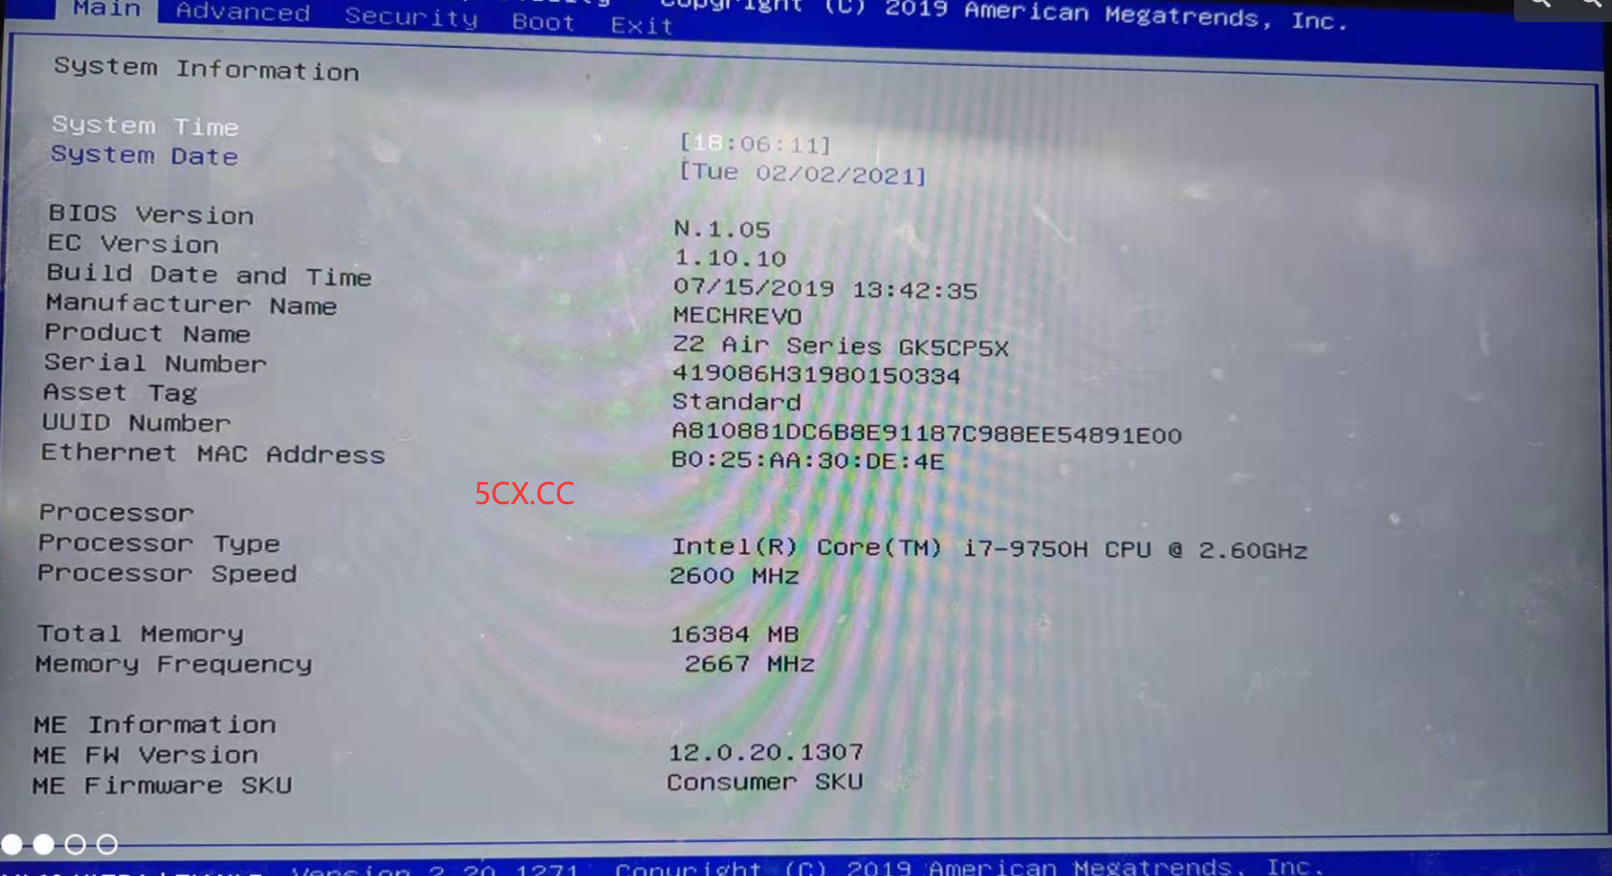 Copyright (C) 2019 American Megatrends, Inc.
Main Advanced Security Boot Exit
System Information
System Time [18:06:11]
System Date [Tue 02/02/2021]
BIOS Version N.1.05
EC Version 1.10.10
Build Date and Time 07/15/2019 13:42:35
Manufacturer Name MECHREVO
Product Name Z2 Air Series GK5CP5X
Serial Number 419086H31980150334
Asset Tag Standard
UUID Number A810881DC6B8E91187C988EE54891E00
Ethernet MAC Address B0:25:AA:30:DE:4E
5CX.CC
Processor
Processor Type Intel(R) Core(TM) i7-9750H CPU @ 2.60GHz
Processor Speed 2600 MHz
Total Memory 16384 MB
Memory Frequency 2667 MHz
ME Information
ME FW Version 12.0.20.1307
ME Firmware SKU Consumer SKU
Version 2.20.1271. Copyright (C) 2019 American Megatrends, Inc.